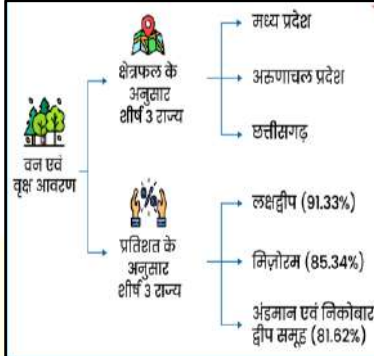 वन एवं
वृक्ष आवरण
क्षेत्रफल के
अनुसार
शीर्ष 3 राज्य
मध्य प्रदेश
अरुणाचल प्रदेश
छत्तीसगढ़
प्रतिशत के
अनुसार
शीर्ष 3 राज्य
लक्षद्वीप (91.33%)
मिज़ोरम (85.34%)
अंडमान एवं निकोबार
द्वीप समूह (81.62%)